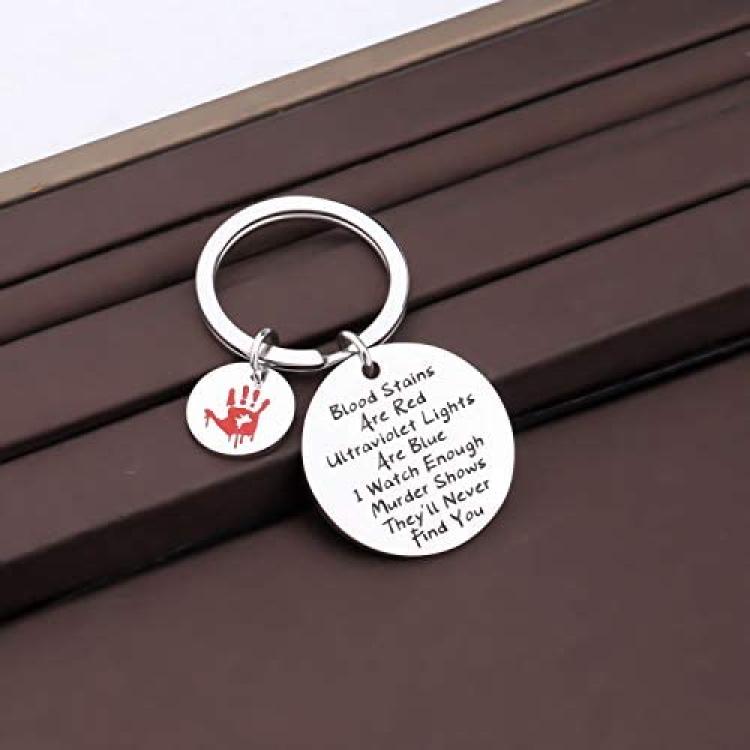 Blood Stains
Are Red
Ultraviolet Lights
Are Blue
I Watch Enough
Murder Shows
They'll Never
Find You